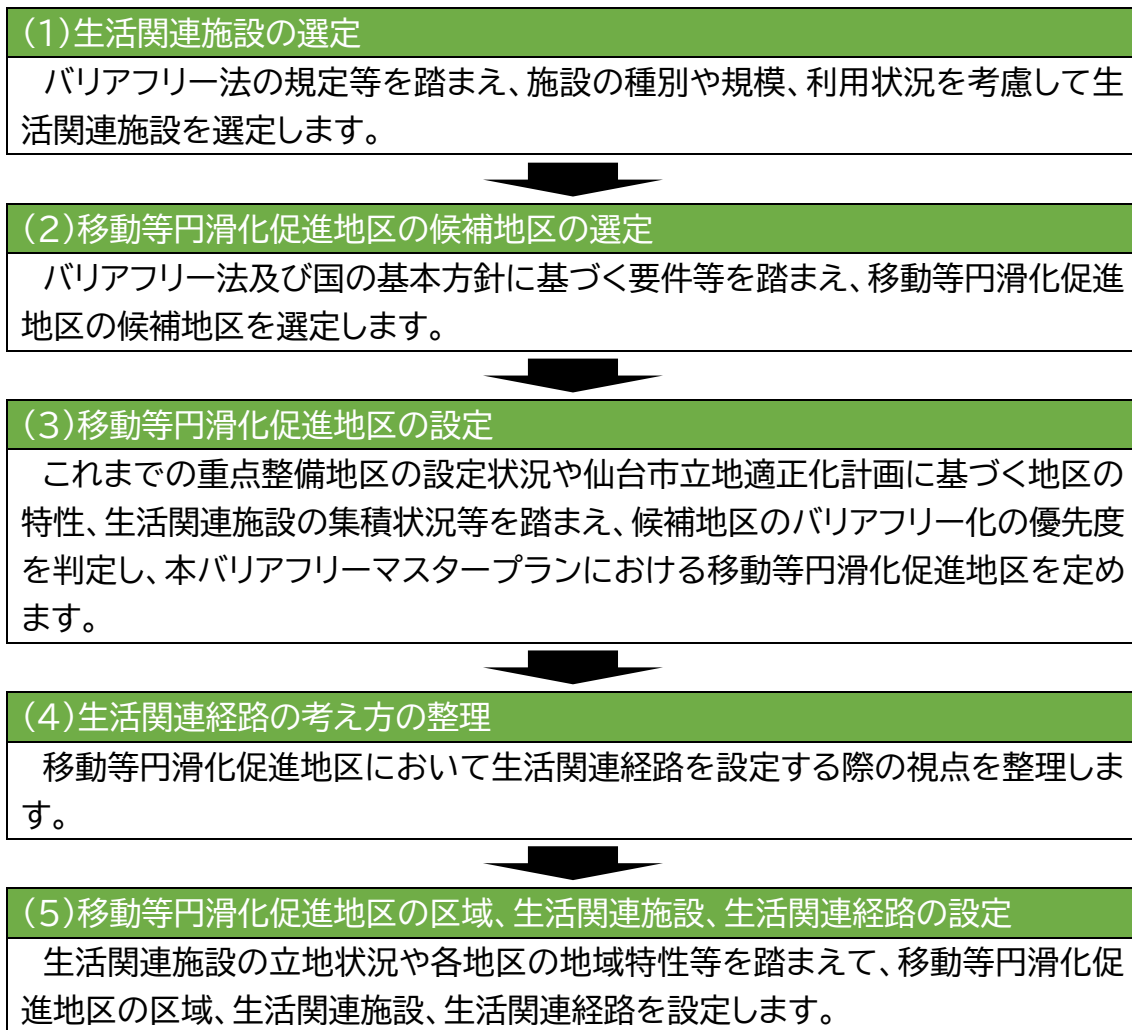 (1)生活関連施設の選定
バリアフリー法の規定等を踏まえ、施設の種別や規模、利用状況を考慮して生
活関連施設を選定します。
(2)移動等円滑化促進地区の候補地区の選定
バリアフリー法及び国の基本方針に基づく要件等を踏まえ、移動等円滑化促進
地区の候補地区を選定します。
(3)移動等円滑化促進地区の設定
これまでの重点整備地区の設定状況や仙台市立地適正化計画に基づく地区の
特性、生活関連施設の集積状況等を踏まえ、候補地区のバリアフリー化の優先度
を判定し、本バリアフリーマスタープランにおける移動等円滑化促進地区を定め
ます。
(4)生活関連経路の考え方の整理
移動等円滑化促進地区において生活関連経路を設定する際の視点を整理しま
す。
(5)移動等円滑化促進地区の区域、生活関連施設、生活関連経路の設定
生活関連施設の立地状況や各地区の地域特性等を踏まえて、移動等円滑化促
進地区の区域、生活関連施設、生活関連経路を設定します。